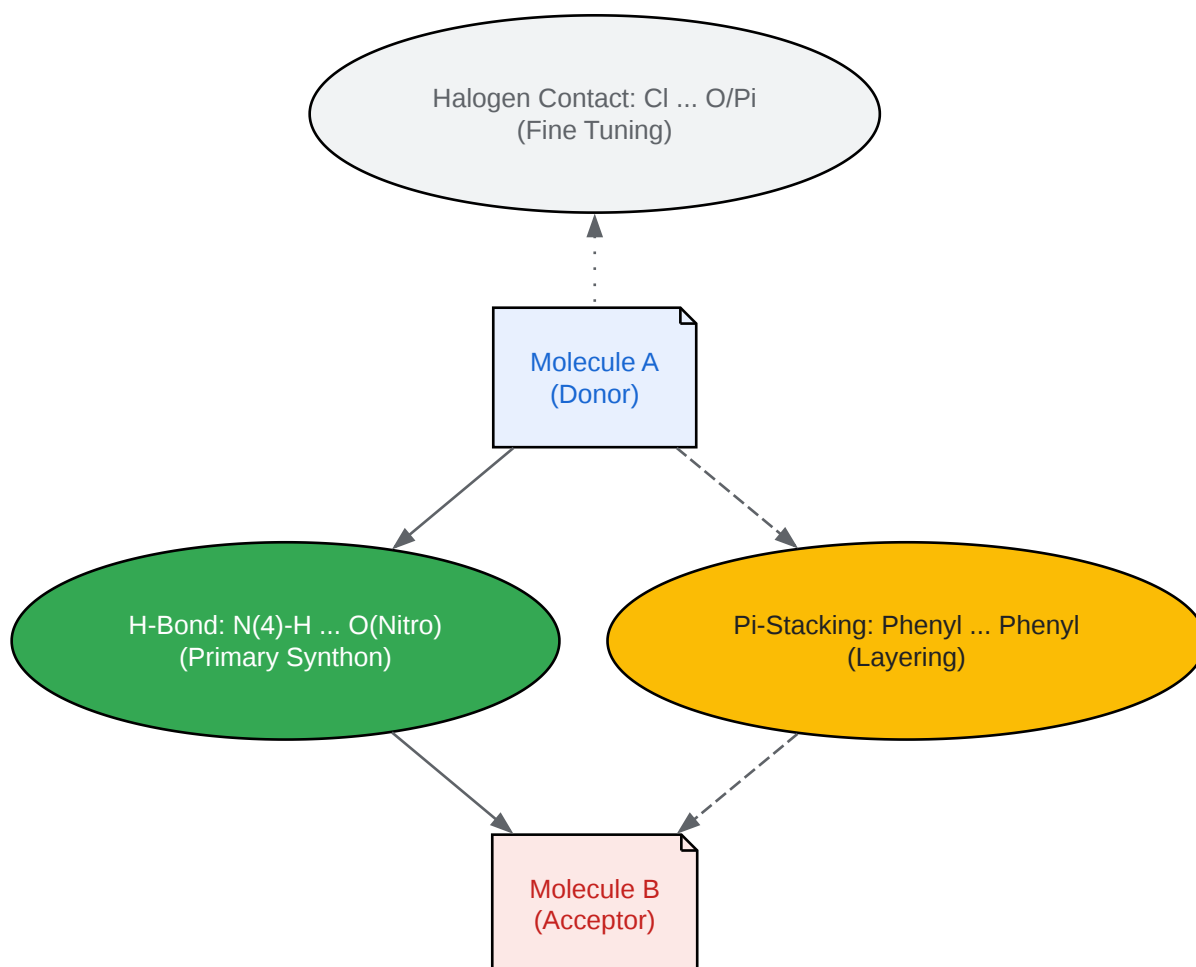 Halogen Contact: Cl ... O/Pi
(Fine Tuning)
Molecule A
(Donor)
H-Bond: N(4)-H ... O(Nitro)
(Primary Synthon)
Pi-Stacking: Phenyl ... Phenyl
(Layering)
Molecule B
(Acceptor)